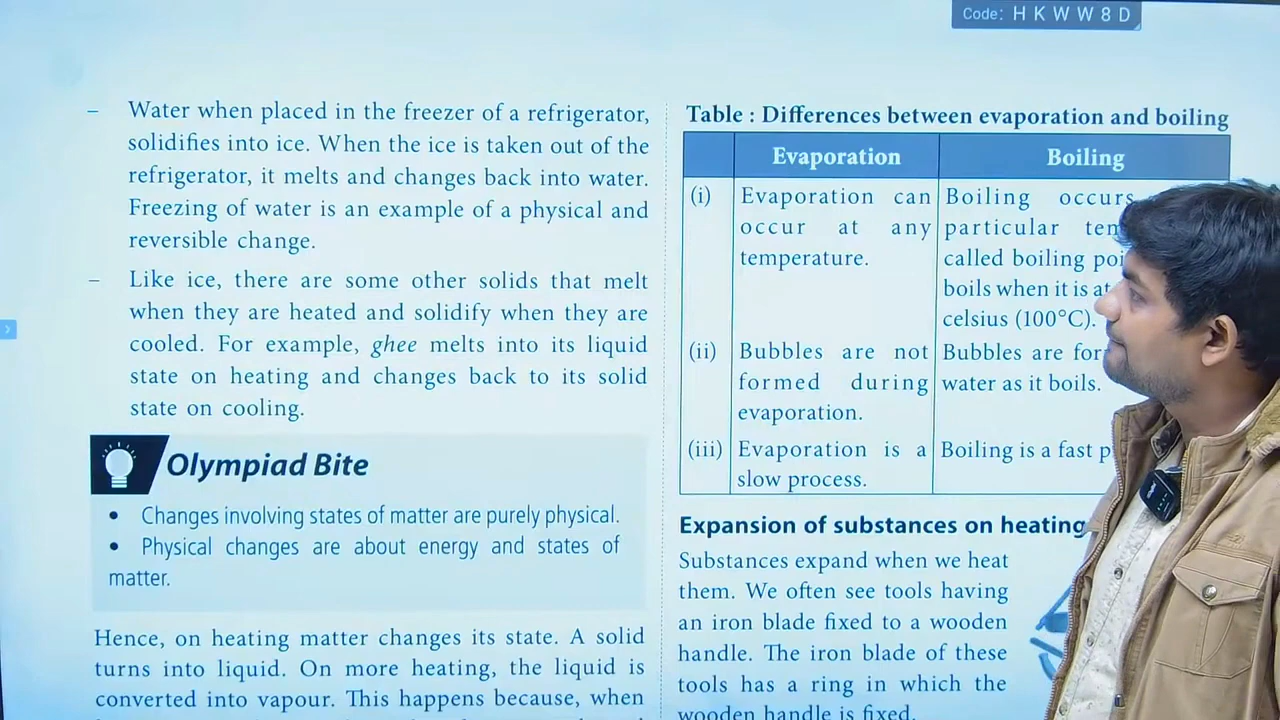 Code: H K W W 8 D
– Water when placed in the freezer of a refrigerator,
solidifies into ice. When the ice is taken out of the
refrigerator, it melts and changes back into water.
Freezing of water is an example of a physical and
reversible change.
– Like ice, there are some other solids that melt
when they are heated and solidify when they are
cooled. For example, ghee melts into its liquid
state on heating and changes back to its solid
state on cooling.
Olympiad Bite
• Changes involving states of matter are purely physical.
• Physical changes are about energy and states of
matter.
Hence, on heating matter changes its state. A solid
turns into liquid. On more heating, the liquid is
converted into vapour. This happens because, when
Table : Differences between evaporation and boiling
Evaporation
Boiling
(i)
Evaporation can
occur at any
temperature.
Boiling occurs
particular
called boiling
boils when it is at
celsius (100°C).
(ii)
Bubbles are not
formed during
evaporation.
Bubbles are
water as it boils.
(iii)
Evaporation is a
slow process.
Boiling is a fast
Expansion of substances on heating
Substances expand when we heat
them. We often see tools having
an iron blade fixed to a wooden
handle. The iron blade of these
tools has a ring in which the
wooden handle is fixed.